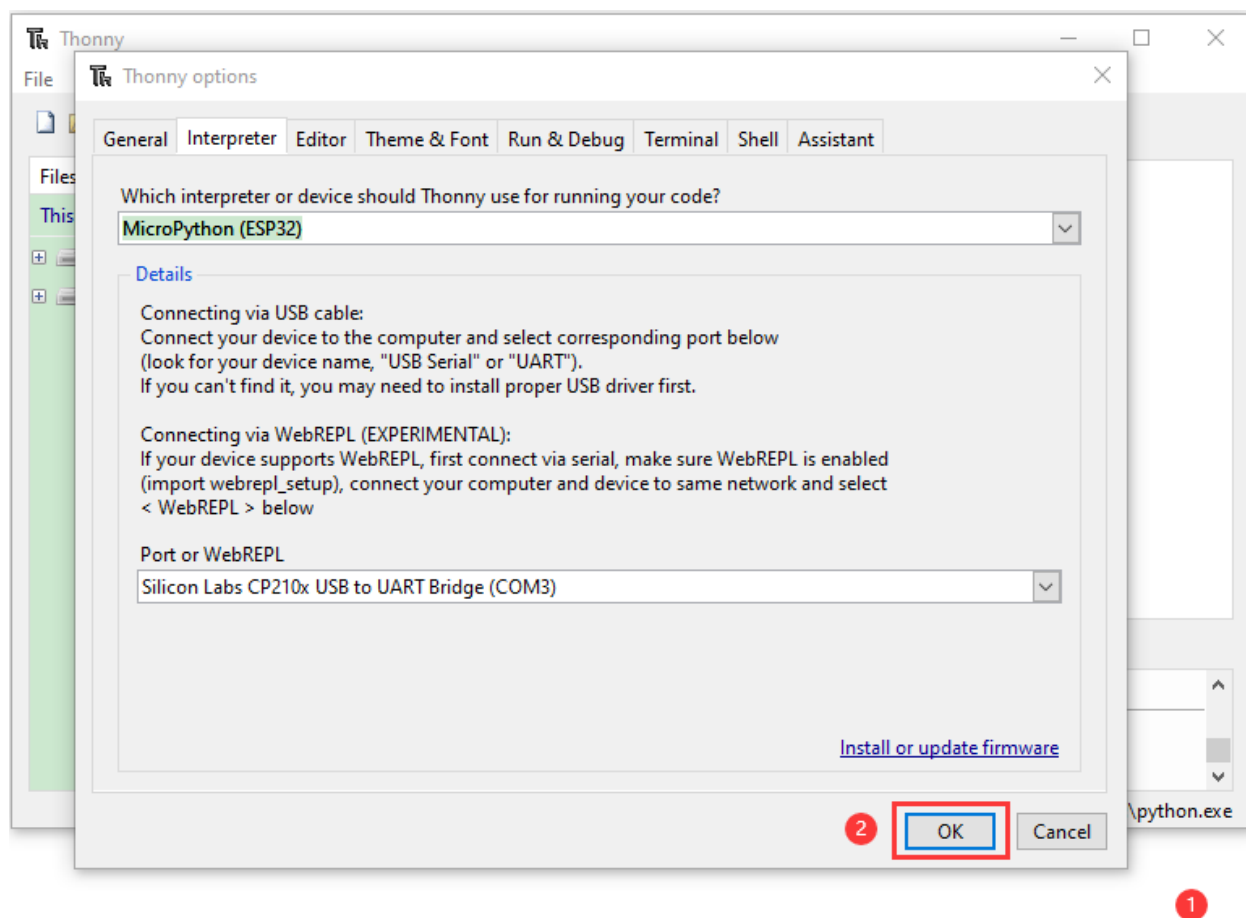 Thonny
File
Thonny options
General Interpreter Editor Theme & Font Run & Debug Terminal Shell Assistant
Files
This
Which interpreter or device should Thonny use for running your code?
MicroPython (ESP32)
Details
Connecting via USB cable:
Connect your device to the computer and select corresponding port below
(look for your device name, "USB Serial" or "UART").
If you can't find it, you may need to install proper USB driver first.
Connecting via WebREPL (EXPERIMENTAL):
If your device supports WebREPL, first connect via serial, make sure WebREPL is enabled
(import webrepl_setup), connect your computer and device to same network and select
< WebREPL > below
Port or WebREPL
Silicon Labs CP210x USB to UART Bridge (COM3)
Install or update firmware
\python.exe
2 OK Cancel
1